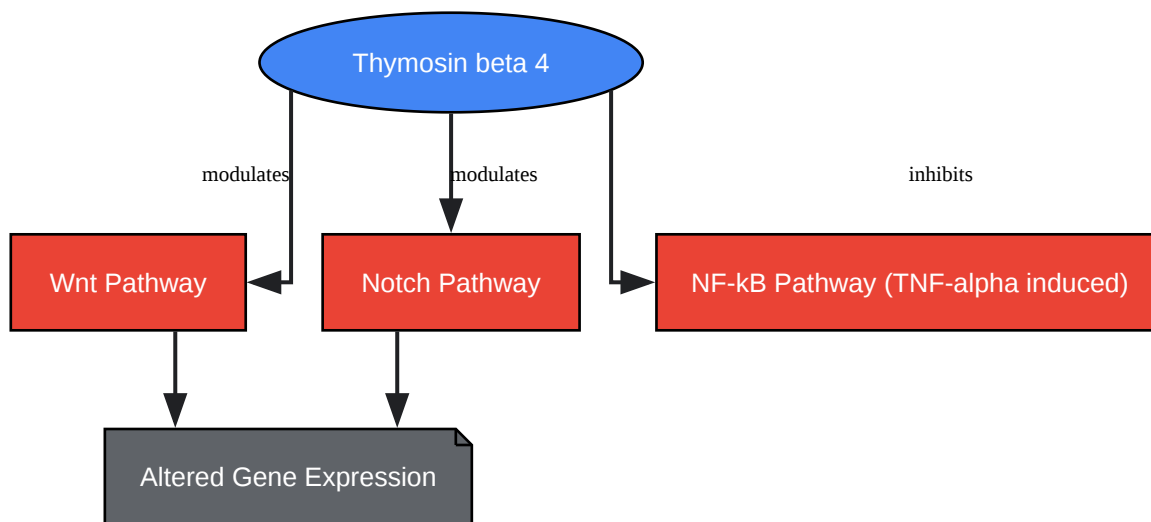 Thymosin beta 4
modulates
modulates
inhibits
Wnt Pathway
Notch Pathway
NF-kB Pathway (TNF-alpha induced)
Altered Gene Expression